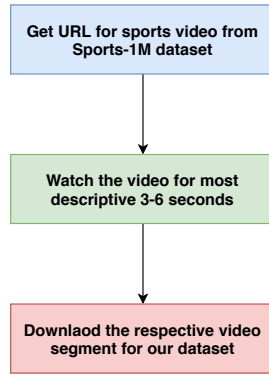 Get URL for sports video from
Sports-1M dataset
Watch the video for most
descriptive 3-6 seconds
Downlaod the respective video
segment for our dataset